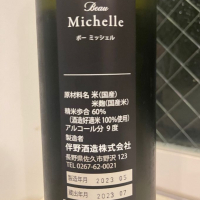 Beau
Michelle
ボー ミッシェル
原材料名 米(国産)
米麹(国産米)
精米歩合 60%
(酒造好適米 100%使用)
アルコール分 9度
製造者
伴野酒造株式会社
長野県佐久市野沢 123
TEL 0267-62-0021
製造年月 2023.03
蔵出年月 2023.07